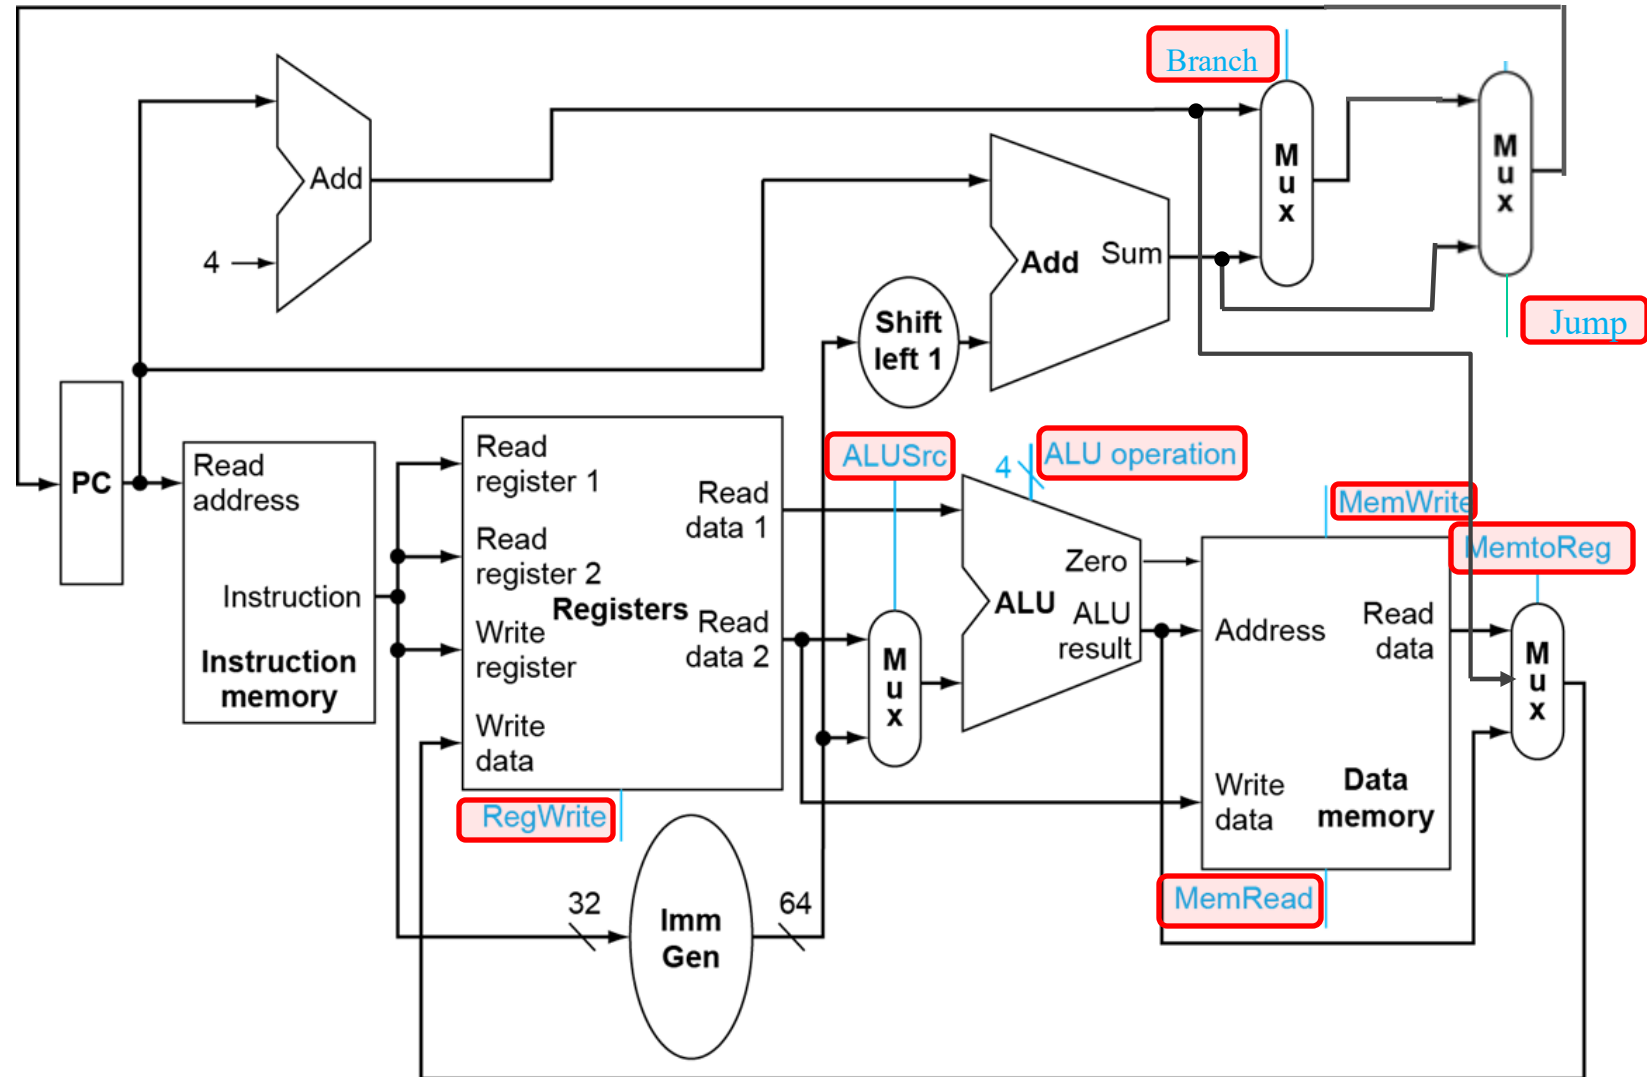 Branch
M
u
x
M
u
x
Add
4
Add
Sum
Shift
left 1
Jump
PC
Read
address
Instruction
Instruction
memory
Read
register 1
Read
register 2
Registers
Write
register
Write
data
Read
data 1
Read
data 2
RegWrite
ALUSrc
4
ALU operation
M
u
x
Zero
ALU
ALU
result
MemWrite
MemtoReg
Address
Read
data
Write
data
Data
memory
M
u
x
MemRead
32
Imm
Gen
64